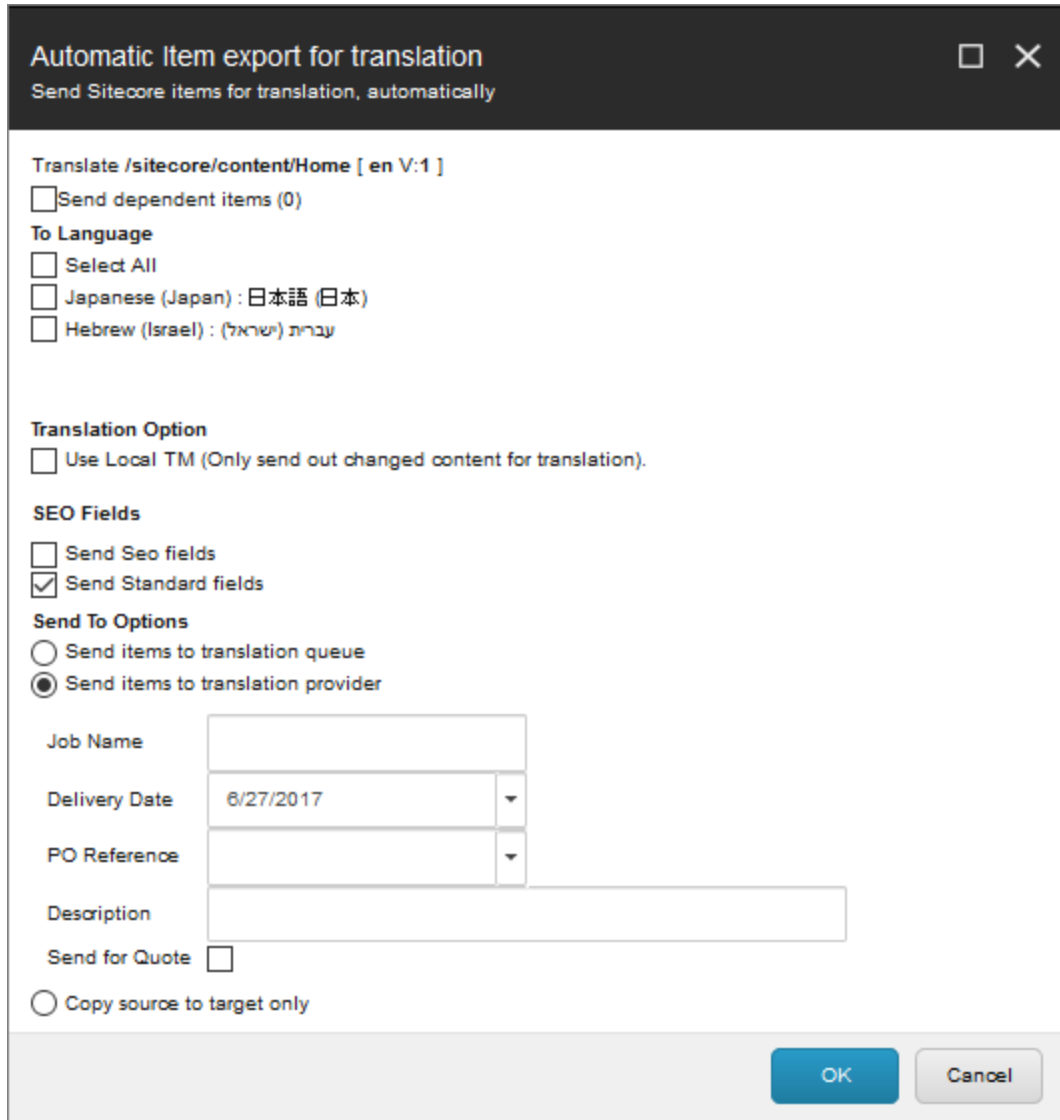 Automatic Item export for translation
Send Sitecore items for translation, automatically
Translate /sitecore/content/Home [ en V:1 ]
Send dependent items (0)
To Language
Select All
Japanese (Japan) : 日本語 (日本)
Hebrew (Israel) : עברית (ישראל)
Translation Option
Use Local TM (Only send out changed content for translation).
SEO Fields
Send Seo fields
Send Standard fields
Send To Options
Send items to translation queue
Send items to translation provider
Job Name
Delivery Date 6/27/2017
PO Reference
Description
Send for Quote
Copy source to target only
OK Cancel